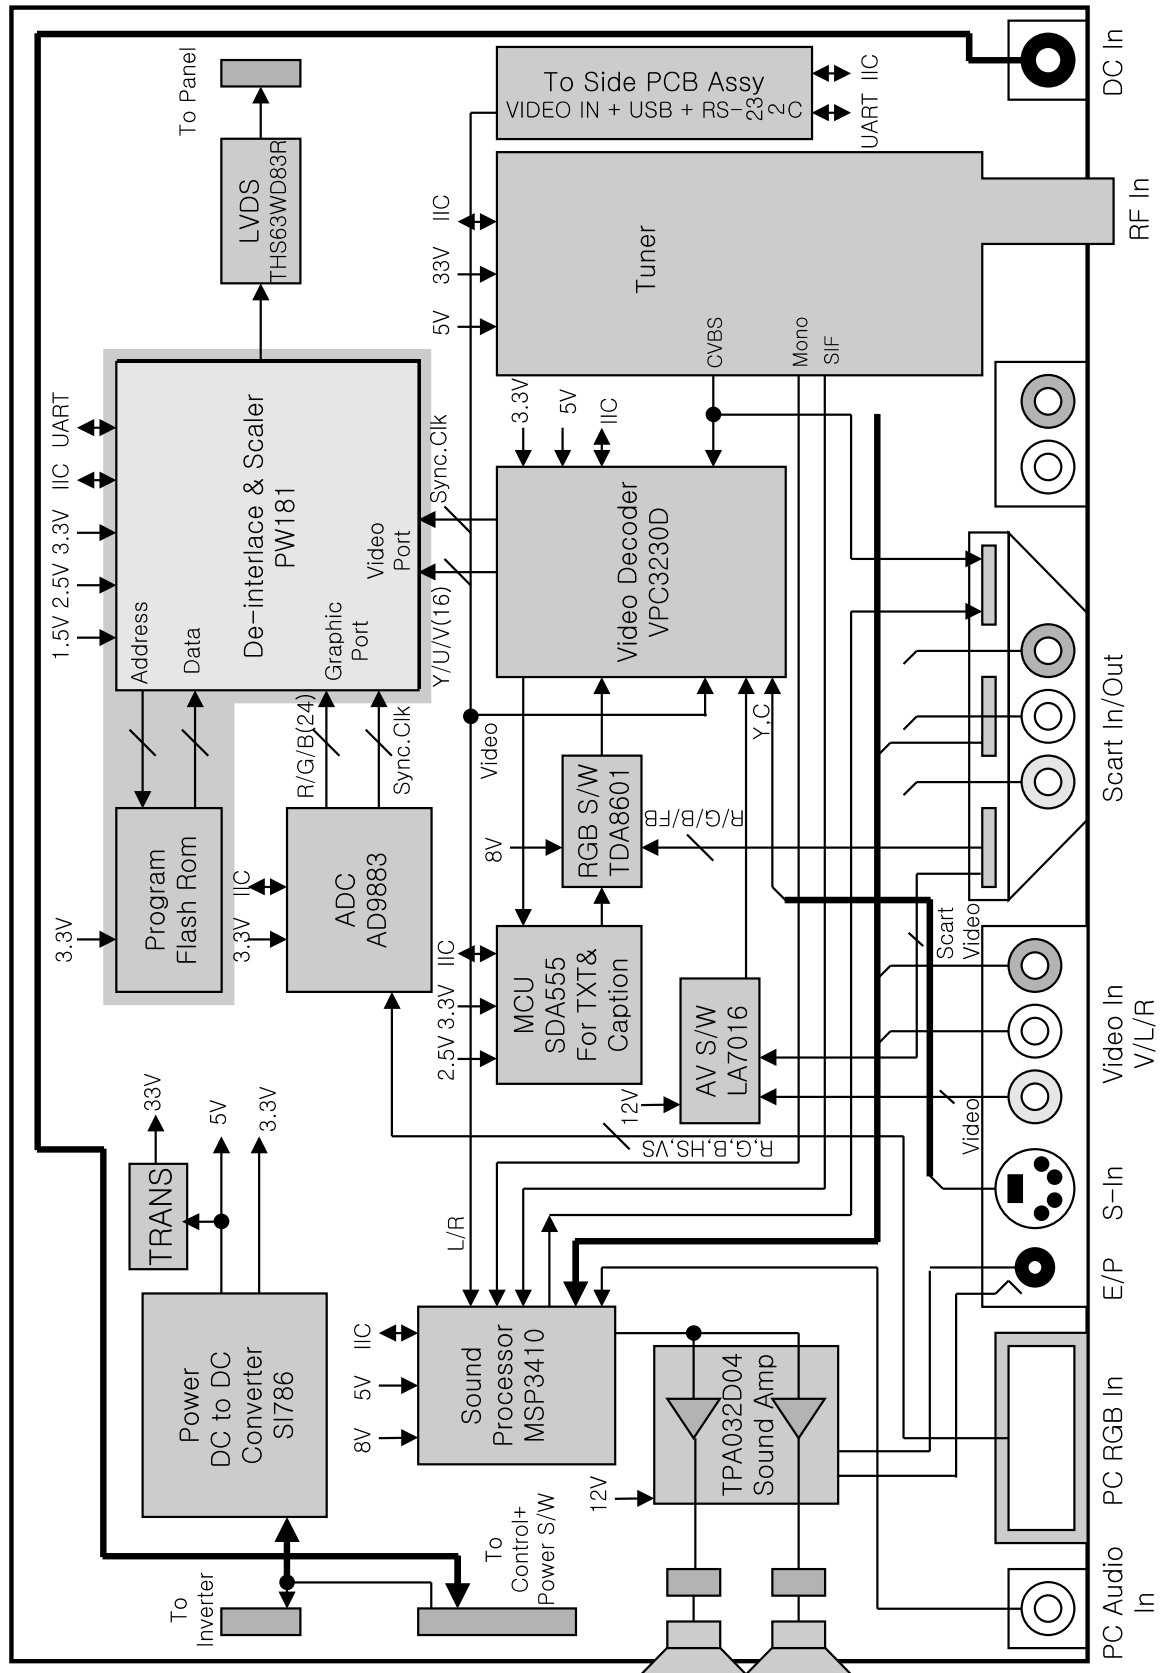 To Panel
LVDS
THS63WD83R
To Side PCB Assy
VIDEO IN + USB + RS-232C
UART
IIC
DC In
IIC
33V
5V
Tuner
CVBS
Mono
SIF
RF In
UART
IIC
3.3V
2.5V
1.5V
De-interlace & Scaler
PW181
Video
Port
Address
Data
Graphic
Port
Sync.Clk
Y/U/V(16)
3.3V
5V
IIC
Video Decoder
VPC3230D
R/G/B(24)
Sync.Clk
Video
Y,C
Scart In/Out
Program
Flash Rom
3.3V
IIC
3.3V
ADC
AD9883
8V
RGB S/W
TDA8601
R/G/B/FB
IIC
3.3V
2.5V
MCU
SDA555
For TXT&
Caption
AV S/W
LA7016
12V
Scart
Video
Video
Video In
V/L/R
R,G,B,HS,VS
33V
5V
3.3V
TRANS
L/R
S-In
E/P
Power
DC to DC
Converter
SI786
IIC
5V
8V
Sound
Processor
MSP3410
TPA032D04
Sound Amp
12V
PC RGB In
To
Inverter
To
Control+
Power S/W
PC Audio
In